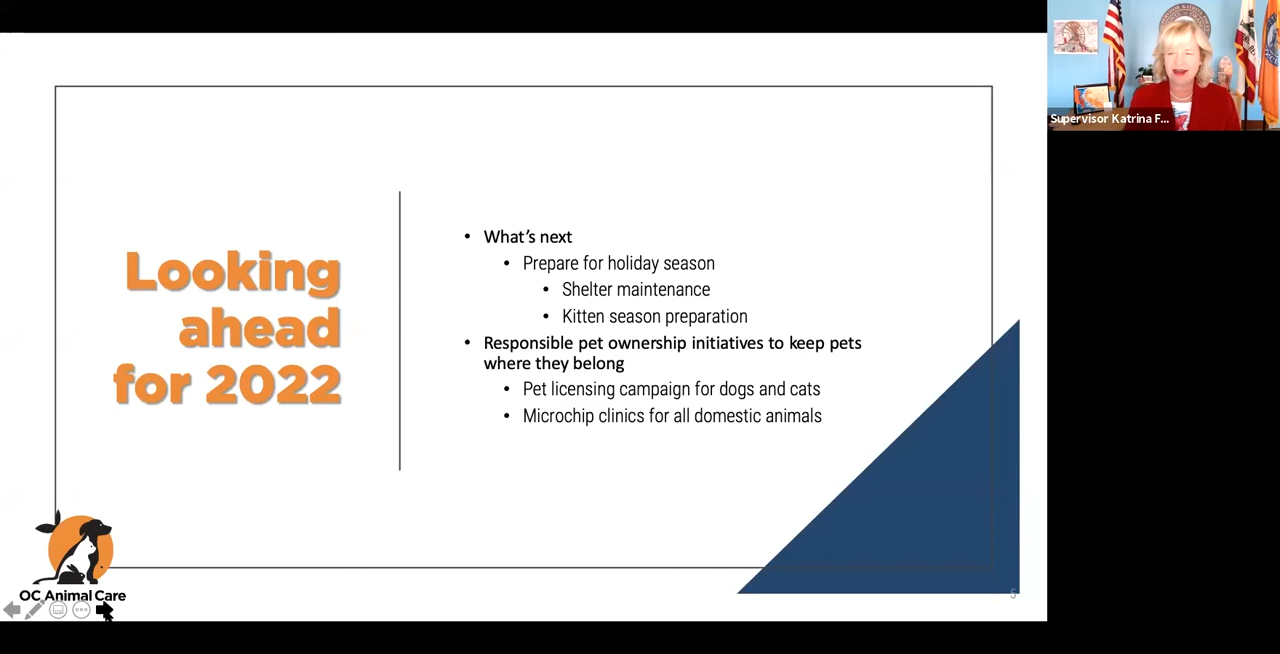 Supervisor Katrina F...
Looking
ahead
for 2022
• What's next
• Prepare for holiday season
• Shelter maintenance
• Kitten season preparation
• Responsible pet ownership initiatives to keep pets
where they belong
• Pet licensing campaign for dogs and cats
• Microchip clinics for all domestic animals
OC Animal Care
5